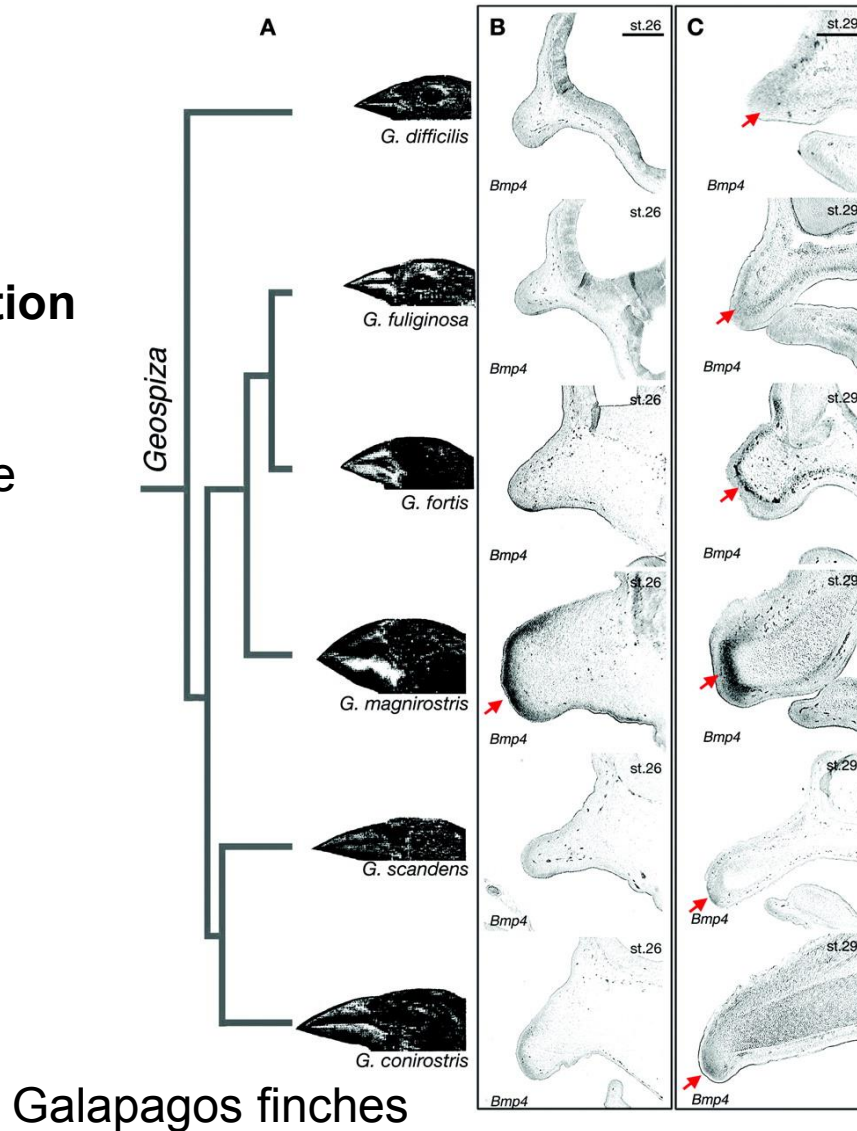 A
B
st.26
C
st.29
G. difficilis
Bmp4
Bmp4
tion
st.26
st.29
G. fuliginosa
Geospiza
Bmp4
Bmp4
e
st.26
st.29
G. fortis
Bmp4
Bmp4
st.26
st.29
G. magnirostris
Bmp4
Bmp4
st.26
st.29
G. scandens
Bmp4
Bmp4
st.26
st.29
G. conirostris
Bmp4
Bmp4
Galapagos finches